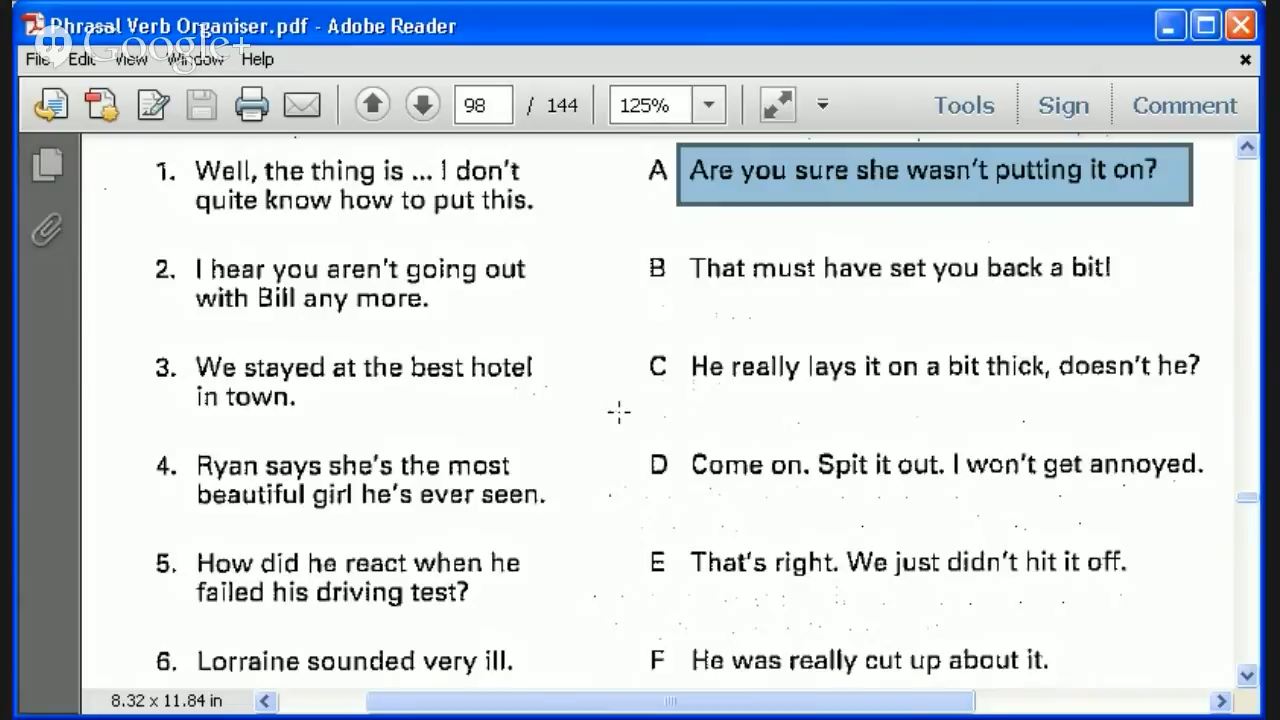 Phrasal Verb Organiser.pdf - Adobe Reader
Google+
File Edit View Window Help
98 / 144 125% Tools Sign Comment
1. Well, the thing is ... I don't
quite know how to put this.
A Are you sure she wasn't putting it on?
2. I hear you aren't going out
with Bill any more.
B That must have set you back a bit!
3. We stayed at the best hotel
in town.
C He really lays it on a bit thick, doesn't he?
4. Ryan says she's the most
beautiful girl he's ever seen.
D Come on. Spit it out. I won't get annoyed.
5. How did he react when he
failed his driving test?
E That's right. We just didn't hit it off.
6. Lorraine sounded very ill.
F He was really cut up about it.
8.32 x 11.84 in